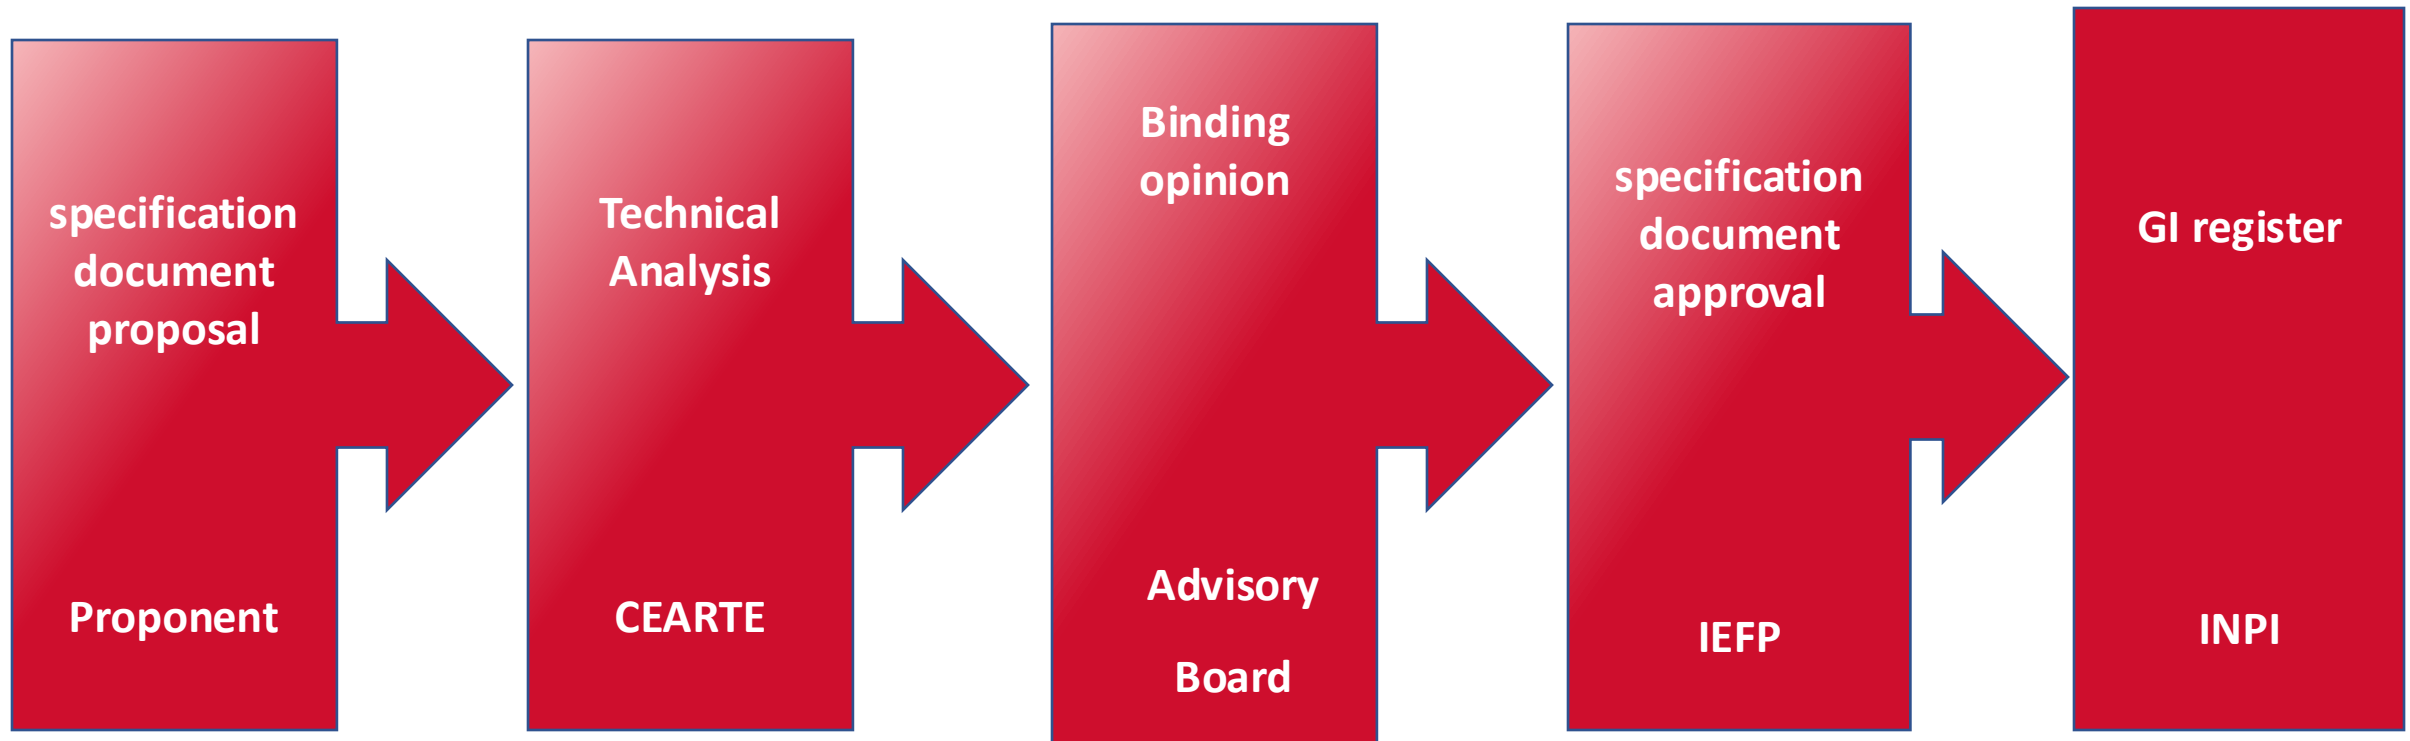 specification
document
proposal
Proponent
Technical
Analysis
CEARTE
Binding
opinion
Advisory
Board
specification
document
approval
IEFP
GI register
INPI